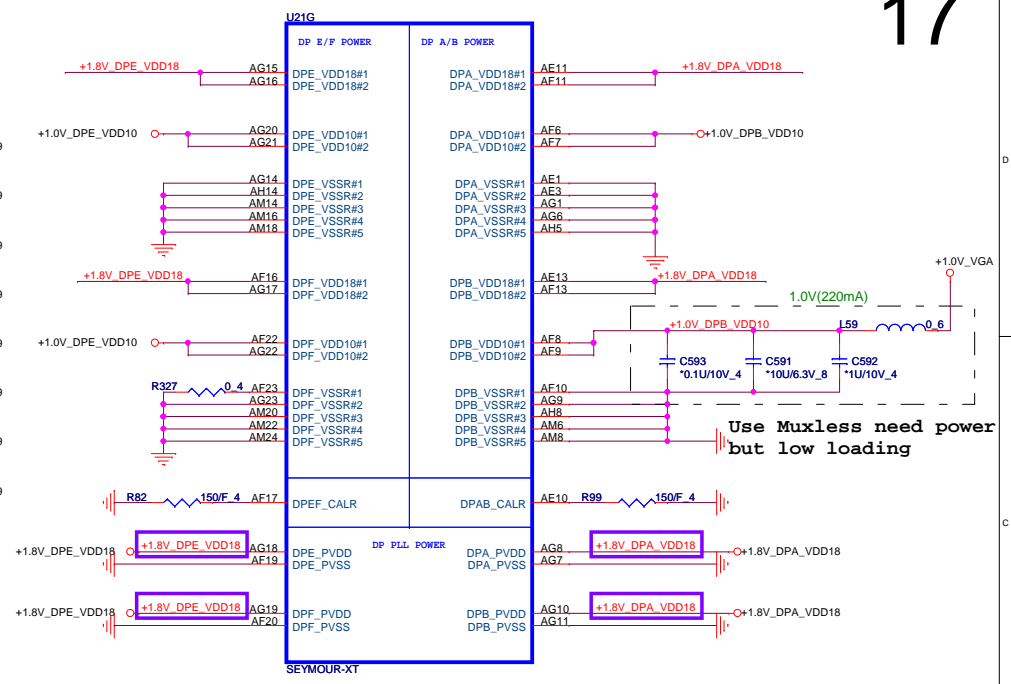 17
U21G
DP E/F POWER DP A/B POWER
+1.8V_DPE_VDD18 AG15 DPE_VDD18#1 DPA_VDD18#1 AE11 +1.8V_DPA_VDD18
AG16 DPE_VDD18#2 DPA_VDD18#2 AF11
+1.0V_DPE_VDD10 AG20 DPE_VDD10#1 DPA_VDD10#1 AF6 +1.0V_DPB_VDD10
AG21 DPE_VDD10#2 DPA_VDD10#2 AF7
D
AG14 DPE_VSSR#1 DPA_VSSR#1 AE1
AH14 DPE_VSSR#2 DPA_VSSR#2 AE3
AM14 DPE_VSSR#3 DPA_VSSR#3 AG1
AM16 DPE_VSSR#4 DPA_VSSR#4 AG6
AM18 DPE_VSSR#5 DPA_VSSR#5 AH5
+1.0V_VGA
+1.8V_DPE_VDD18 AF16 DPF_VDD18#1 DPB_VDD18#1 AE13 +1.8V_DPA_VDD18
AG17 DPF_VDD18#2 DPB_VDD18#2 AF13
1.0V(220mA)
+1.0V_DPB_VDD10 L59 0_6
+1.0V_DPE_VDD10 AF22 DPF_VDD10#1 DPB_VDD10#1 AF8
AG22 DPF_VDD10#2 DPB_VDD10#2 AF9
C593 C591 C592
*0.1U/10V_4 *10U/6.3V_8 *1U/10V_4
R327 0_4 AF23 DPF_VSSR#1 DPB_VSSR#1 AF10
AG23 DPF_VSSR#2 DPB_VSSR#2 AG9
AM20 DPF_VSSR#3 DPB_VSSR#3 AH8
AM22 DPF_VSSR#4 DPB_VSSR#4 AM6
AM24 DPF_VSSR#5 DPB_VSSR#5 AM8
Use Muxless need power
but low loading
R82 150/F_4 AF17 DPEF_CALR DPAB_CALR AE10 R99 150/F_4
C
DP PLL POWER
+1.8V_DPE_VDD18 +1.8V_DPE_VDD18 AG18 DPE_PVDD DPA_PVDD AG8 +1.8V_DPA_VDD18 +1.8V_DPA_VDD18
AF19 DPE_PVSS DPA_PVSS AG7
+1.8V_DPE_VDD18 +1.8V_DPE_VDD18 AG19 DPF_PVDD DPB_PVDD AG10 +1.8V_DPA_VDD18 +1.8V_DPA_VDD18
AF20 DPF_PVSS DPB_PVSS AG11
SEYMOUR-XT